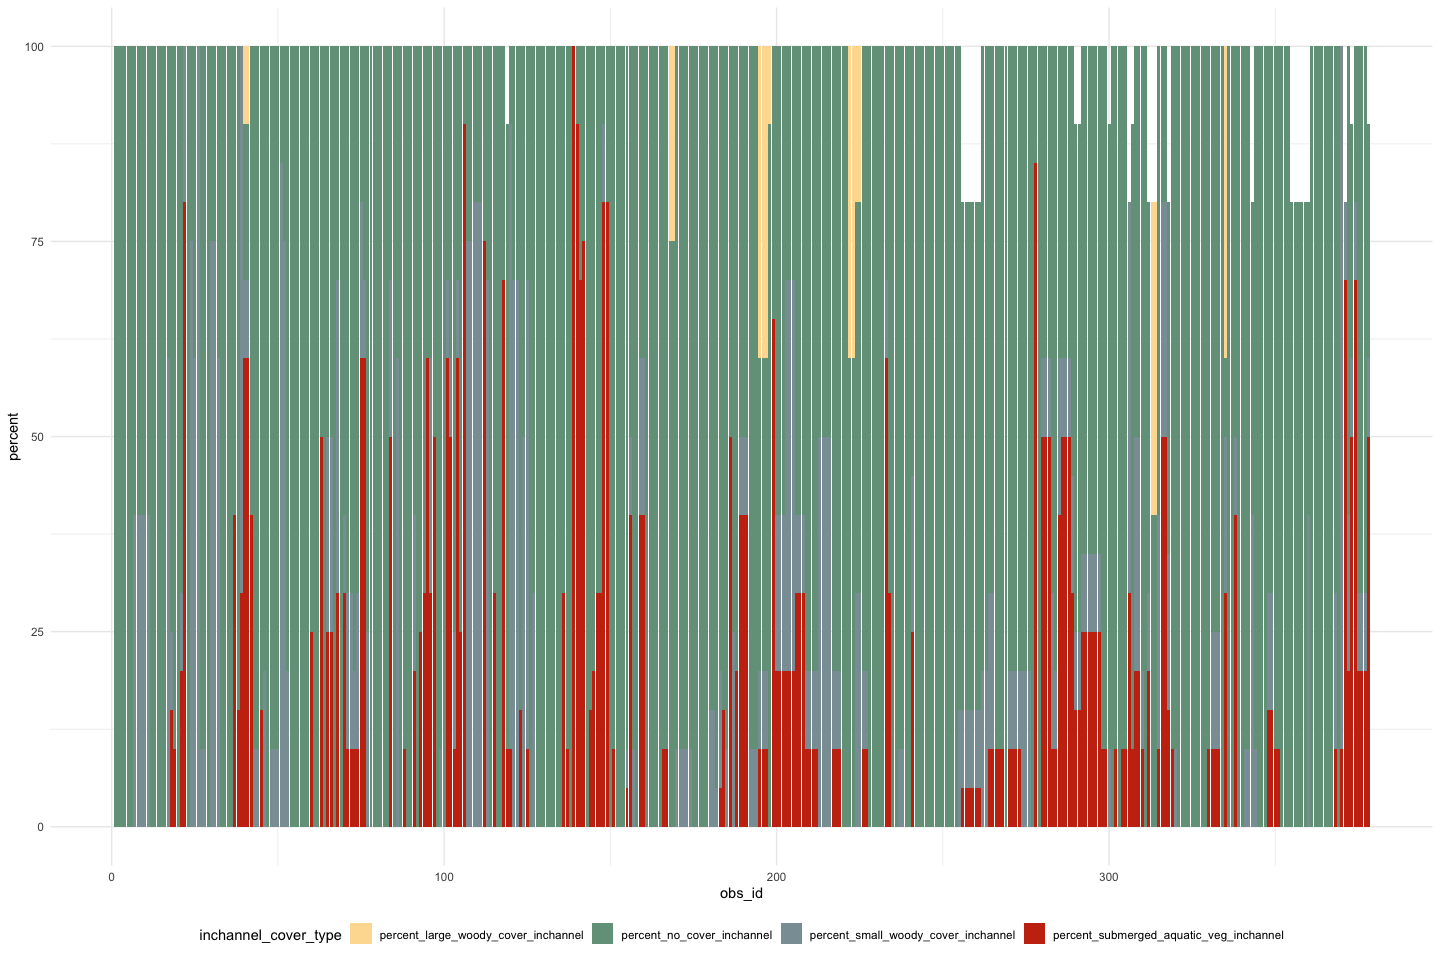 100
75
50
25
0
percent
0
100
200
300
obs_id
inchannel_cover_type
percent_large_woody_cover_inchannel
percent_no_cover_inchannel
percent_small_woody_cover_inchannel
percent_submerged_aquatic_veg_inchannel